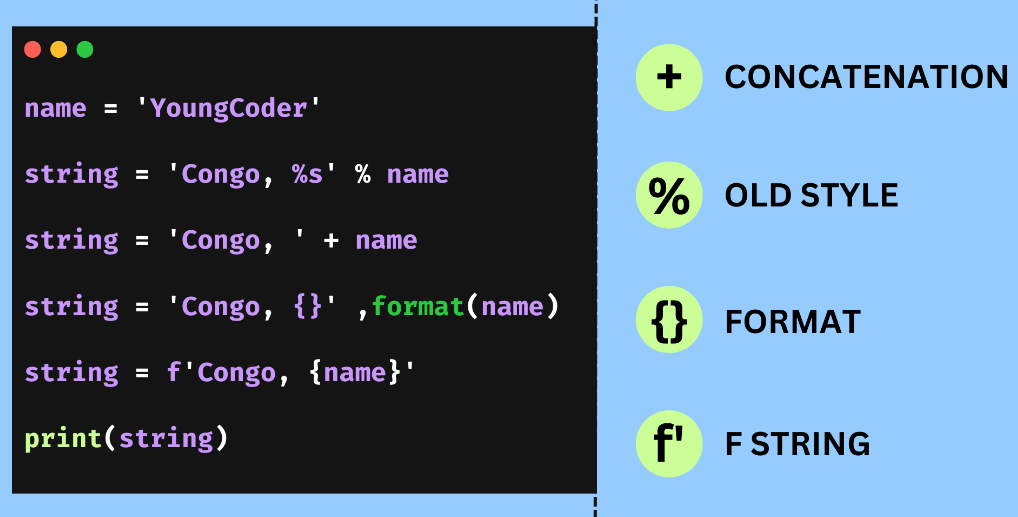 name = 'YoungCoder'
string = 'Congo, %s' % name
string = 'Congo, ' + name
string = 'Congo, {}' ,format(name)
string = f'Congo, {name}'
print(string)
+ CONCATENATION
% OLD STYLE
{} FORMAT
f' F STRING